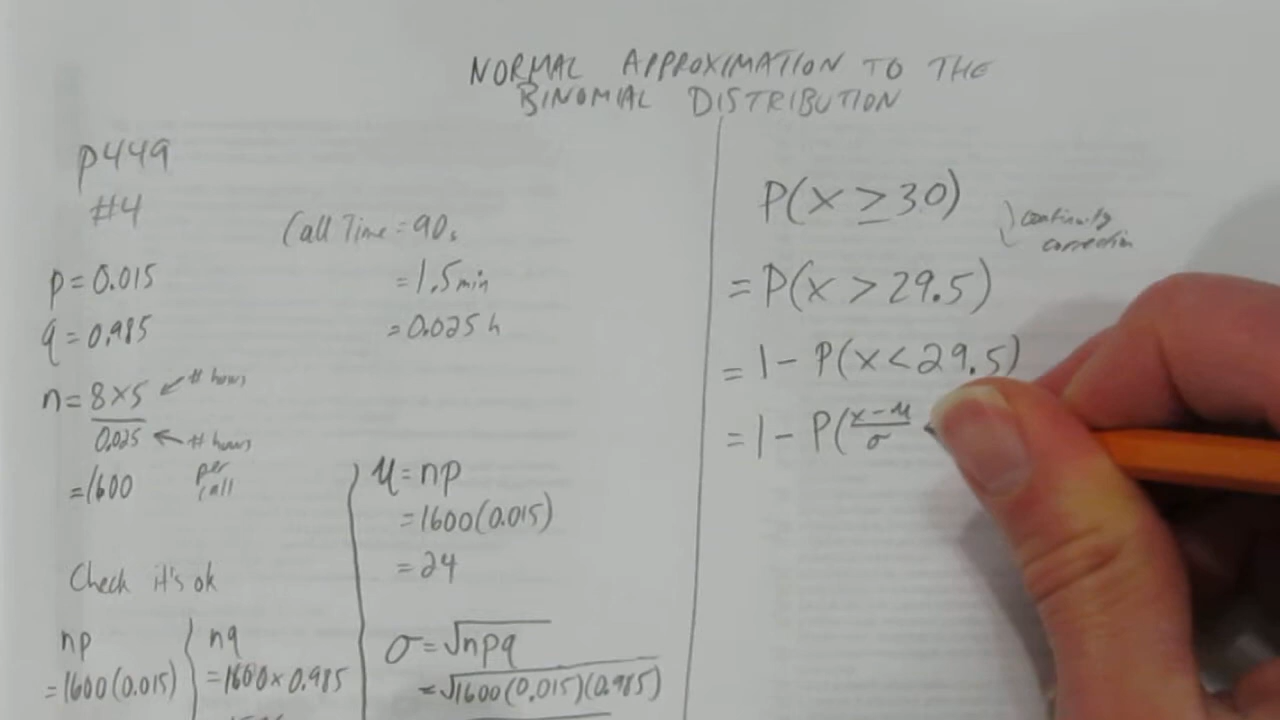 NORMAL APPROXIMATION TO THE
BINOMIAL DISTRIBUTION
p449
#4
Call Time = 90s
= 1.5 min
= 0.025 h
p = 0.015
q = 0.985
n = 8×5 ← # hours
0.025 ← # hours
per
call
= 1600
Check it's ok
np
= 1600(0.015)
nq
= 1600 × 0.985
μ = np
= 1600(0.015)
= 24
σ = √npq
= √1600(0.015)(0.985)
P(x ≥ 30)
continuity
correction
= P(x > 29.5)
= 1 - P(x < 29.5)
= 1 - P(x-μ
σ